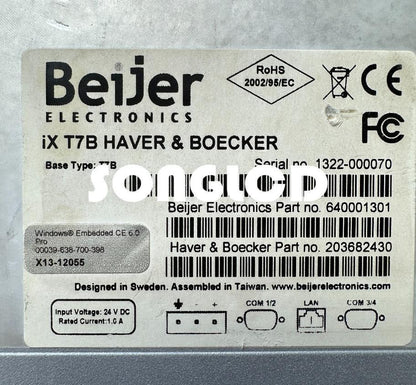 Beijer
ELECTRONICS
RoHS
2002/95/EC
CE
FC
iX T7B HAVER & BOECKER
Base Type: T7B
Serial no. 1322-000070
SONGLCD
Beijer Electronics Part no. 640001301
Windows® Embedded CE 6.0
Pro
00039-638-700-398
X13-12055
Haver & Boecker Part no. 203682430
Designed in Sweden. Assembled in Taiwan. www.beijerelectronics.com
Input Voltage: 24 V DC
Rated Current:1.0 A
- +
COM 1/2
LAN
COM 3/4